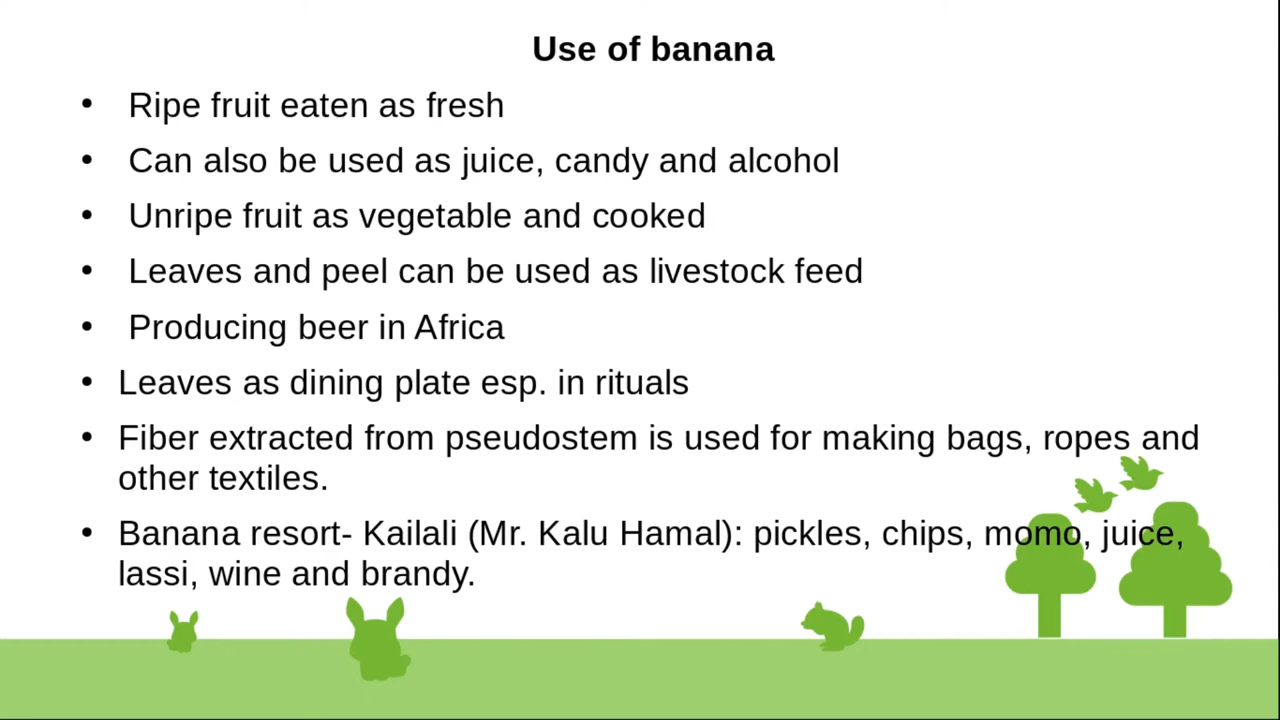 Use of banana
• Ripe fruit eaten as fresh
• Can also be used as juice, candy and alcohol
• Unripe fruit as vegetable and cooked
• Leaves and peel can be used as livestock feed
• Producing beer in Africa
• Leaves as dining plate esp. in rituals
• Fiber extracted from pseudostem is used for making bags, ropes and
other textiles.
• Banana resort- Kailali (Mr. Kalu Hamal): pickles, chips, momo, juice,
lassi, wine and brandy.